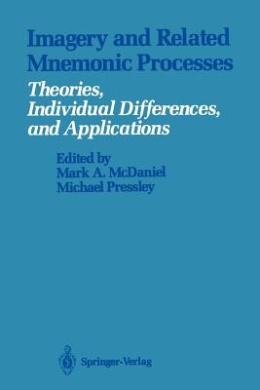 Imagery and Related
Mnemonic Processes
Theories,
Individual Differences,
and Applications
Edited by
Mark A. McDaniel
Michael Pressley
Springer-Verlag